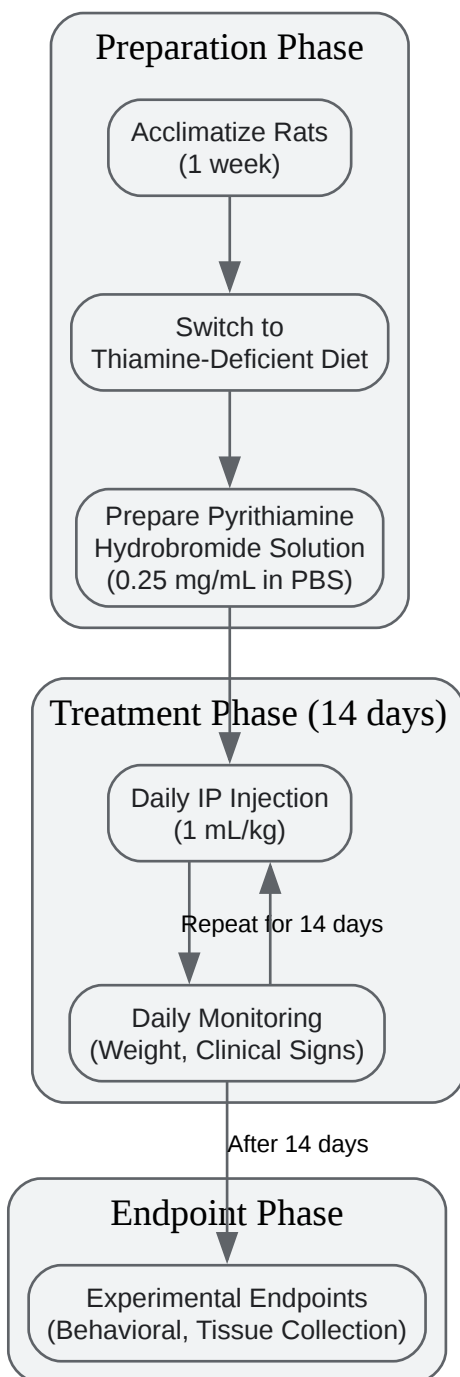 Preparation Phase
Acclimatize Rats
(1 week)
Switch to
Thiamine-Deficient Diet
Prepare Pyrithiamine
Hydrobromide Solution
(0.25 mg/mL in PBS)
Treatment Phase (14 days)
Daily IP Injection
(1 mL/kg)
Repeat for 14 days
Daily Monitoring
(Weight, Clinical Signs)
After 14 days
Endpoint Phase
Experimental Endpoints
(Behavioral, Tissue Collection)